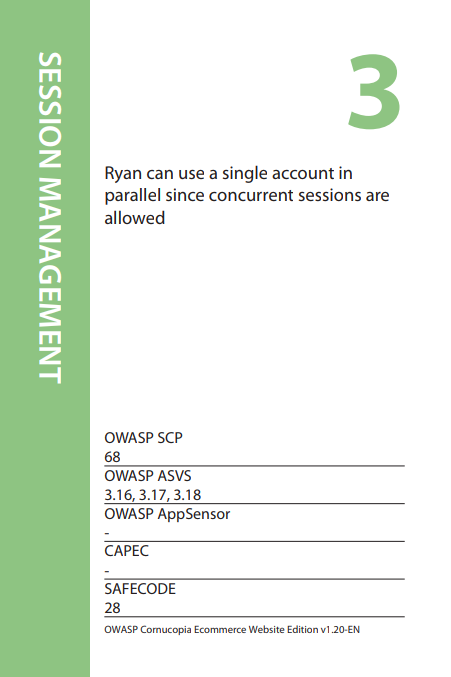 SESSION MANAGEMENT
3
Ryan can use a single account in
parallel since concurrent sessions are
allowed
OWASP SCP
68
OWASP ASVS
3.16, 3.17, 3.18
OWASP AppSensor
-
CAPEC
-
SAFECODE
28
OWASP Cornucopia Ecommerce Website Edition v1.20-EN